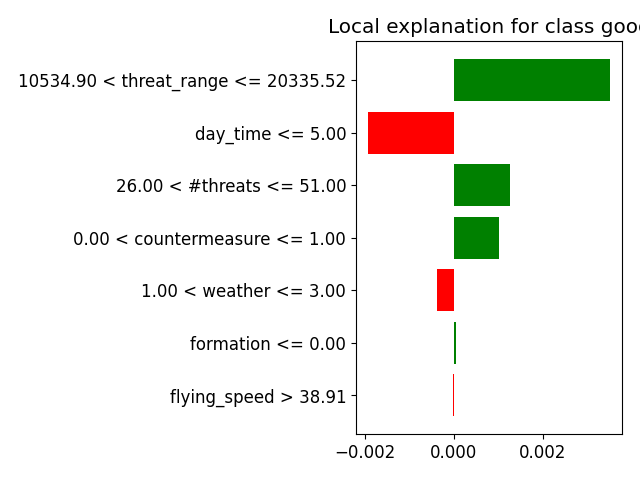 Local explanation for class good
10534.90 < threat_range <= 20335.52
day_time <= 5.00
26.00 < #threats <= 51.00
0.00 < countermeasure <= 1.00
1.00 < weather <= 3.00
formation <= 0.00
flying_speed > 38.91
−0.002 0.000 0.002